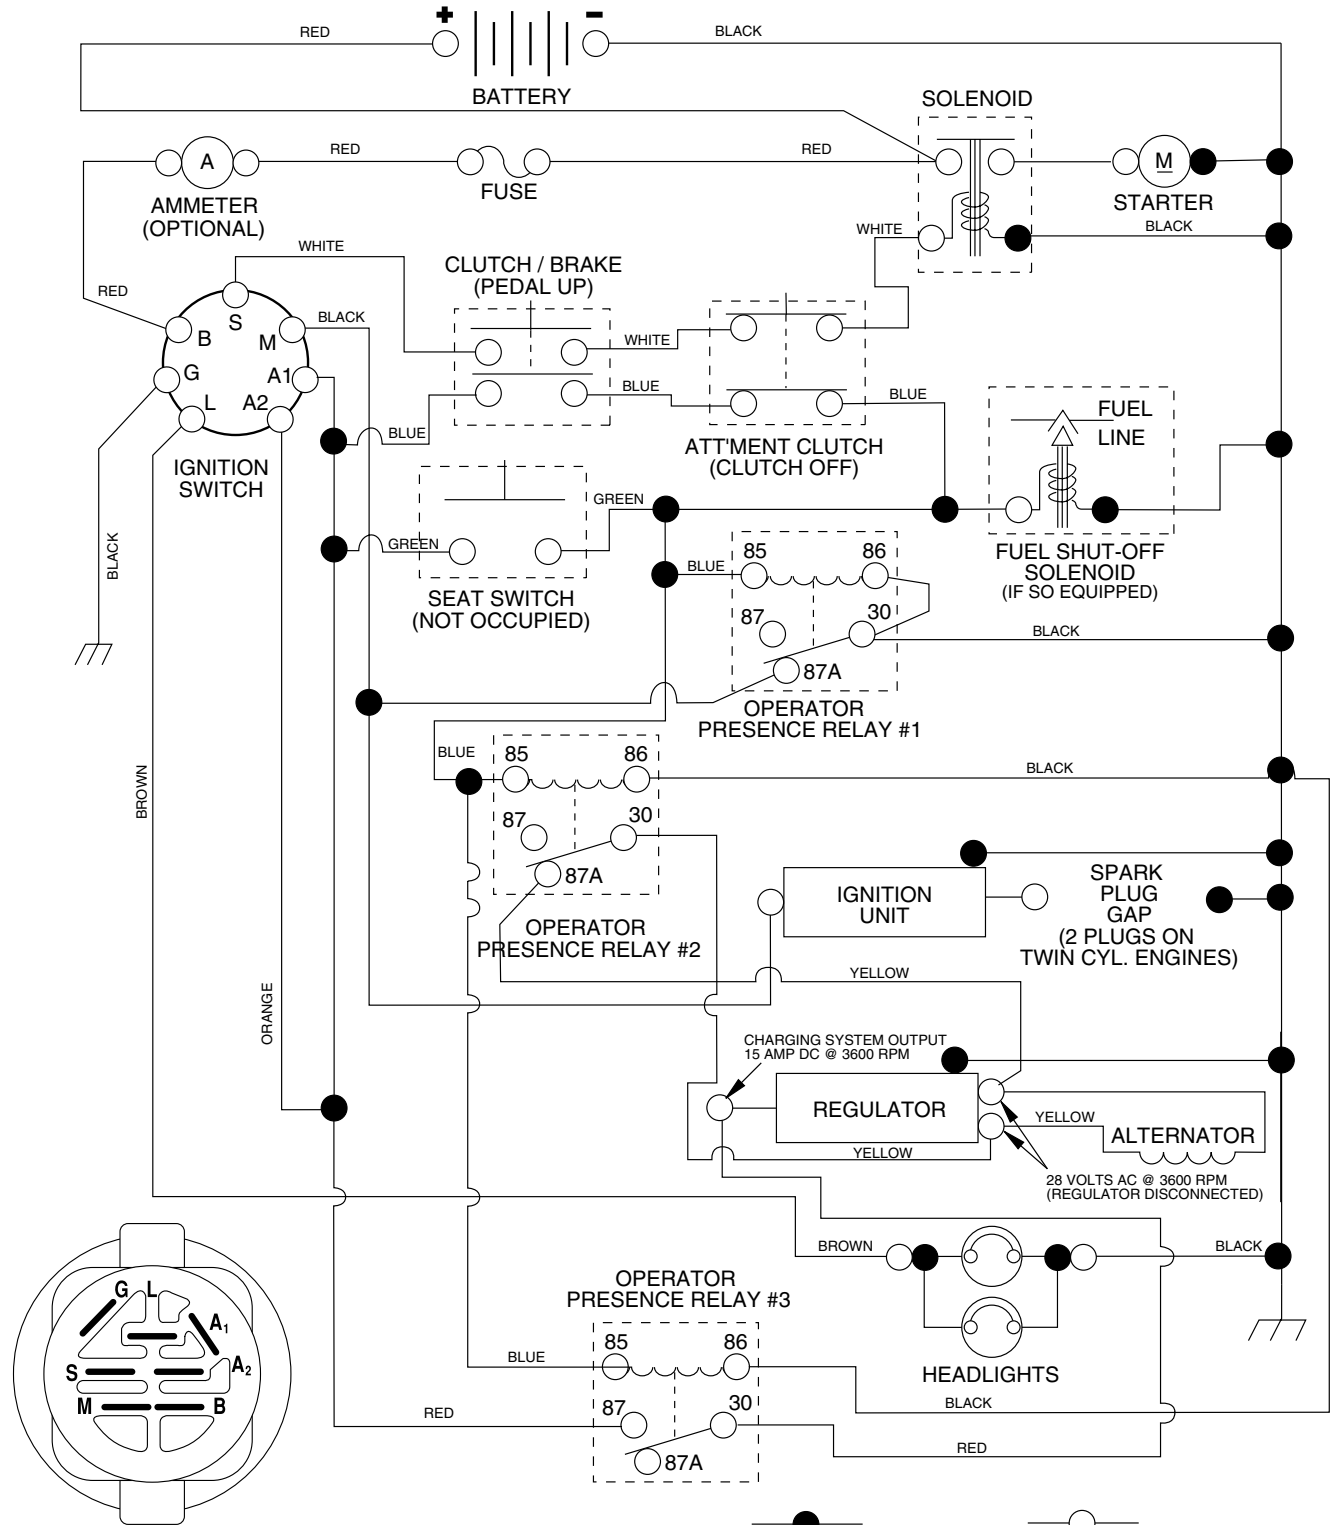 + -
RED
BLACK
BATTERY
SOLENOID
A
RED
RED
M
FUSE
AMMETER
(OPTIONAL)
STARTER
WHITE
BLACK
WHITE
CLUTCH / BRAKE
(PEDAL UP)
RED
S
BLACK
B
M
WHITE
G
A1
BLUE
BLUE
L
A2
FUEL
LINE
BLUE
ATT'MENT CLUTCH
(CLUTCH OFF)
IGNITION
SWITCH
GREEN
GREEN
BLACK
FUEL SHUT-OFF
SOLENOID
(IF SO EQUIPPED)
85
86
BLUE
SEAT SWITCH
(NOT OCCUPIED)
87
30
BLACK
87A
OPERATOR
PRESENCE RELAY #1
BLUE
85
86
BLACK
BROWN
87
30
87A
IGNITION
UNIT
SPARK
PLUG
GAP
(2 PLUGS ON
TWIN CYL. ENGINES)
OPERATOR
PRESENCE RELAY #2
YELLOW
ORANGE
CHARGING SYSTEM OUTPUT
15 AMP DC @ 3600 RPM
REGULATOR
YELLOW
ALTERNATOR
YELLOW
28 VOLTS AC @ 3600 RPM
(REGULATOR DISCONNECTED)
BROWN
BLACK
OPERATOR
PRESENCE RELAY #3
G
L
A1
S
A2
M
B
85
86
BLUE
HEADLIGHTS
87
30
BLACK
RED
87A
RED